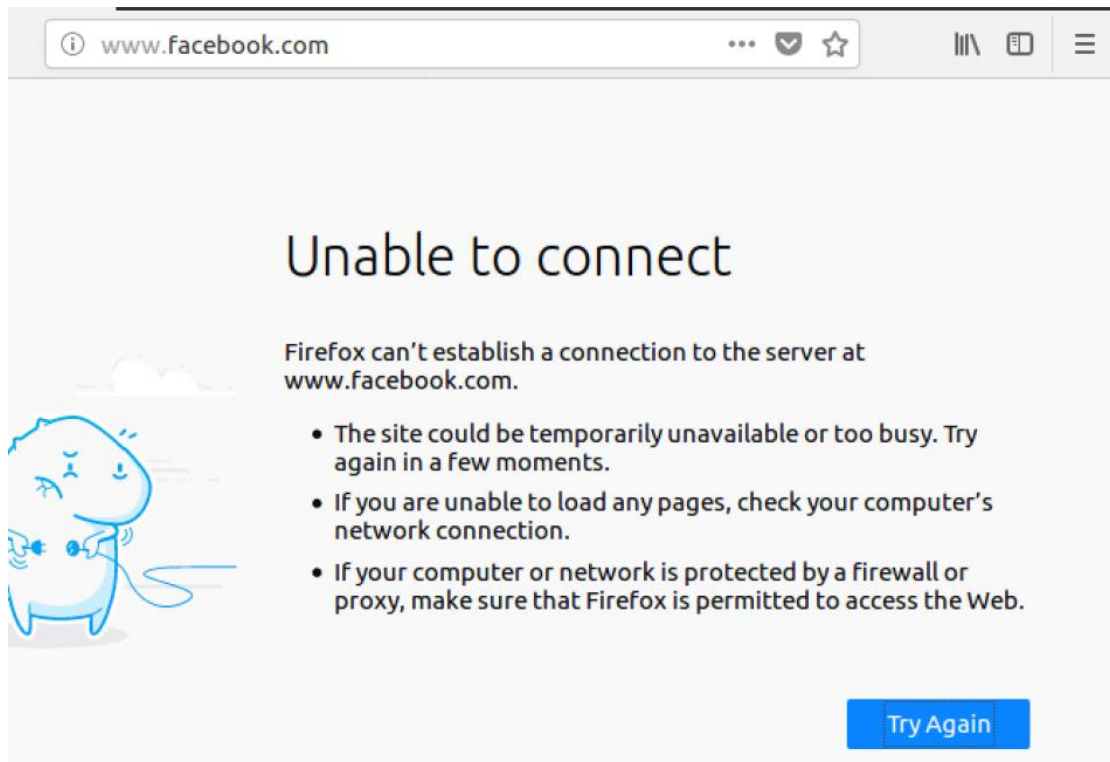 www.facebook.com
Unable to connect
Firefox can’t establish a connection to the server at
www.facebook.com.
• The site could be temporarily unavailable or too busy. Try
again in a few moments.
• If you are unable to load any pages, check your computer’s
network connection.
• If your computer or network is protected by a firewall or
proxy, make sure that Firefox is permitted to access the Web.
Try Again